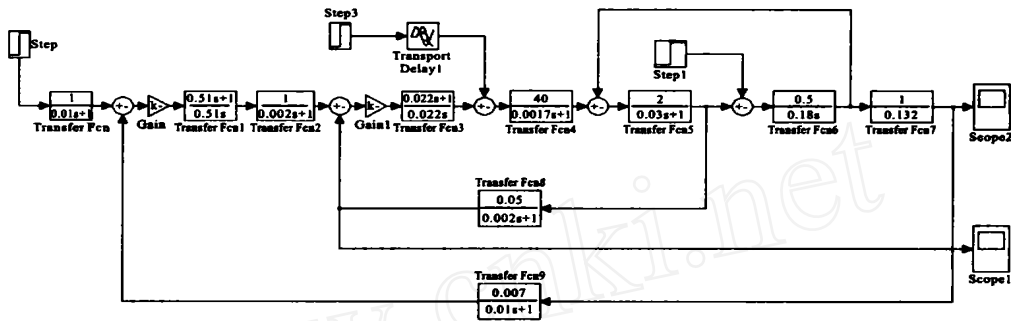 Step
1
0.01s+1
Transfer Fcn
+-
k-
Gain
0.51s+1
0.51s
Transfer Fcn1
1
0.002s+1
Transfer Fcn2
+-
k-
Gain1
0.022s+1
0.022s
Transfer Fcn3
Step3
Transport
Delay1
+-
40
0.0017s+1
Transfer Fcn4
+-
2
0.03s+1
Transfer Fcn5
Step1
+-
0.5
0.18s
Transfer Fcn6
1
0.132
Transfer Fcn7
Scope2
Transfer Fcn8
0.05
0.002s+1
Scope1
Transfer Fcn9
0.007
0.01s+1
cnki.net